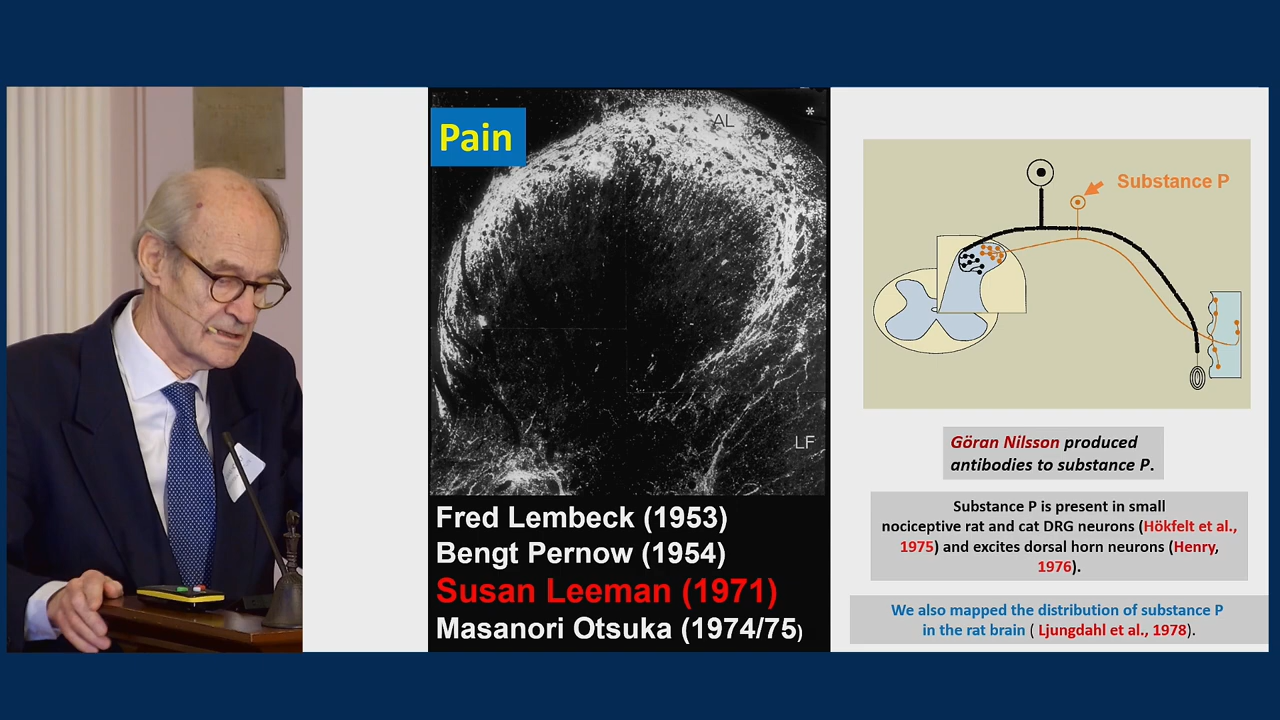 Pain
AL
*
LF
Fred Lembeck (1953)
Bengt Pernow (1954)
Susan Leeman (1971)
Masanori Otsuka (1974/75)
Substance P
Göran Nilsson produced
antibodies to substance P.
Substance P is present in small
nociceptive rat and cat DRG neurons (Hökfelt et al.,
1975) and excites dorsal horn neurons (Henry,
1976).
We also mapped the distribution of substance P
in the rat brain ( Ljungdahl et al., 1978).